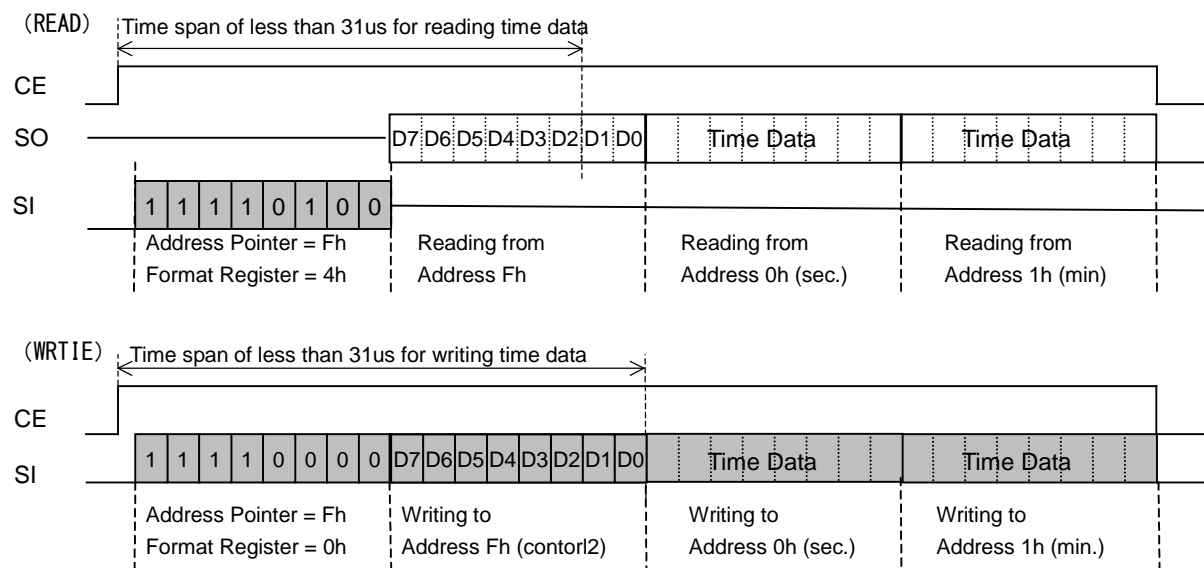 (READ)
Time span of less than 31us for reading time data
CE
SO
D7 D6 D5 D4 D3 D2 D1 D0
Time Data
Time Data
SI
1 1 1 1 0 1 0 0
Address Pointer = Fh
Format Register = 4h
Reading from
Address Fh
Reading from
Address 0h (sec.)
Reading from
Address 1h (min)
(WRTIE)
Time span of less than 31us for writing time data
CE
SI
1 1 1 1 0 0 0 0
D7 D6 D5 D4 D3 D2 D1 D0
Time Data
Time Data
Address Pointer = Fh
Format Register = 0h
Writing to
Address Fh (contorl2)
Writing to
Address 0h (sec.)
Writing to
Address 1h (min.)